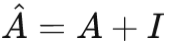 Â = A + I